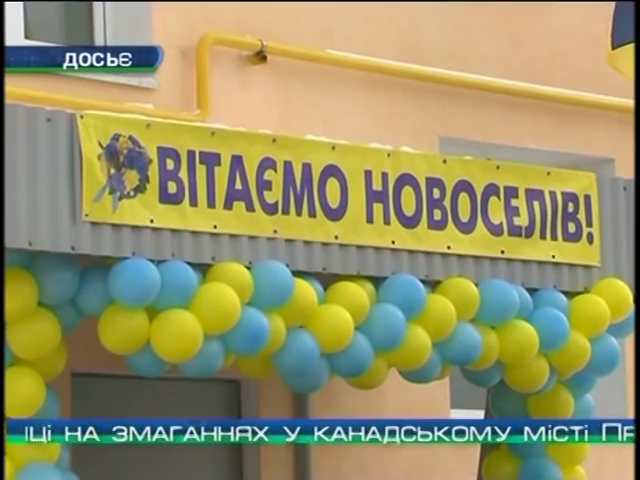 ДОСЬЄ
ВІТАЄМО НОВОСЕЛІВ!
ІЦІ НА ЗМАГАННЯХ У КАНАДСЬКОМУ МІСТІ ПР